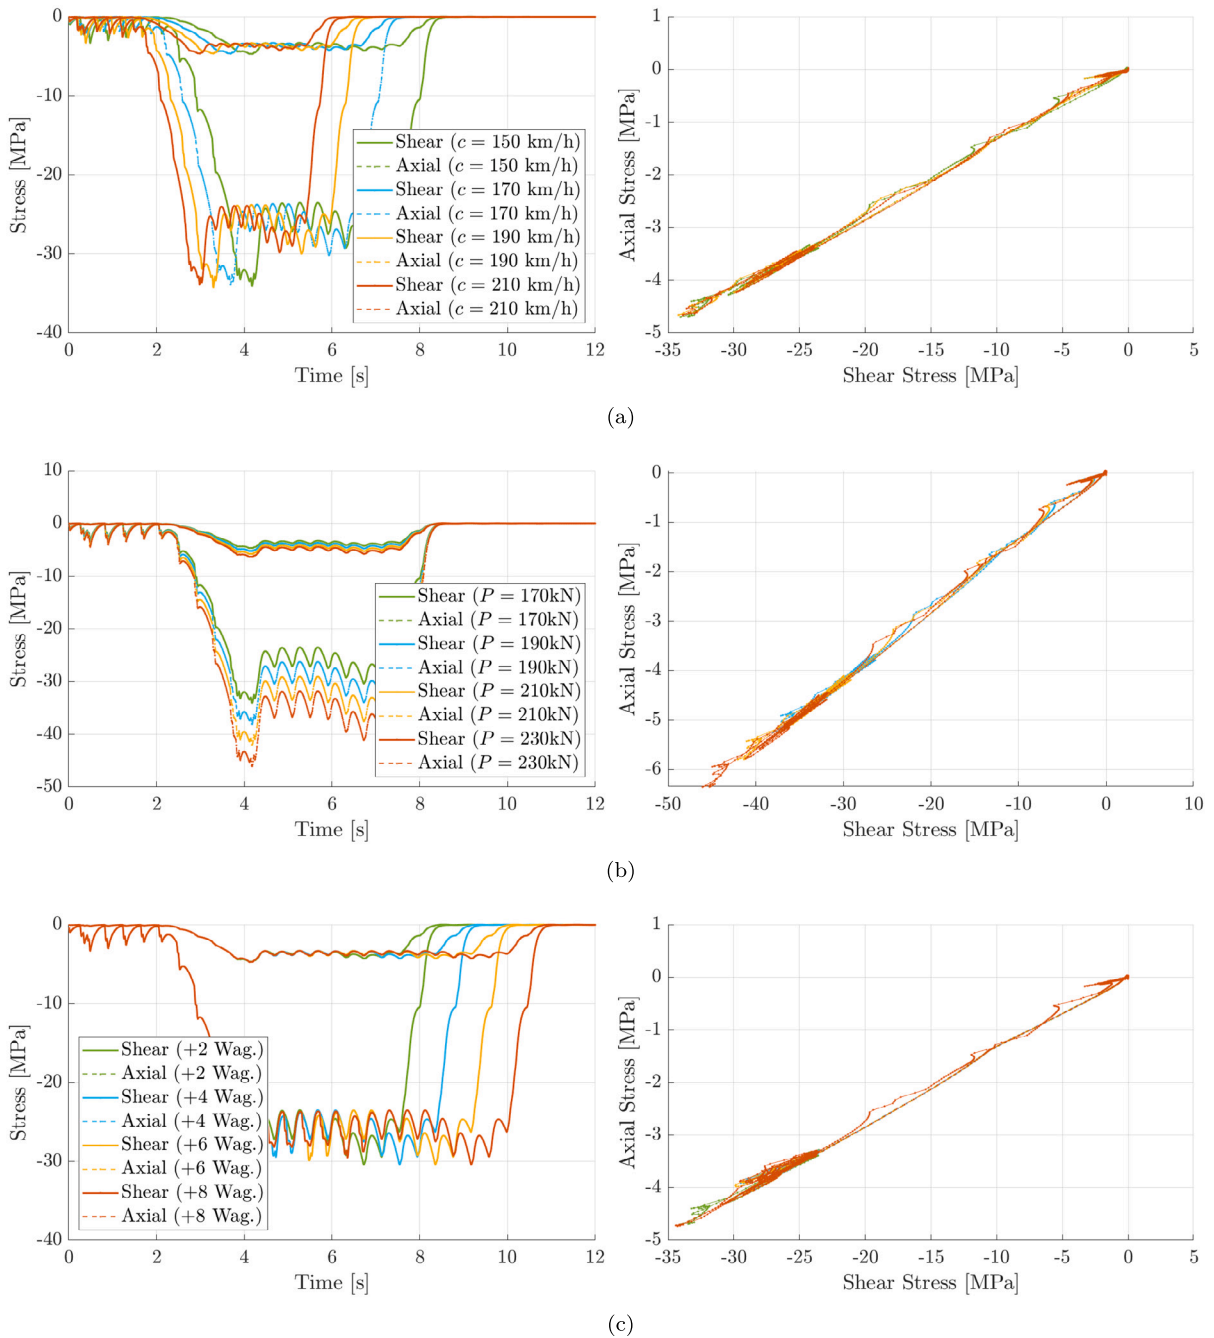 0
-10
-20
-30
-40
Stress [MPa]
Shear (c = 150 km/h)
Axial (c = 150 km/h)
Shear (c = 170 km/h)
Axial (c = 170 km/h)
Shear (c = 190 km/h)
Axial (c = 190 km/h)
Shear (c = 210 km/h)
Axial (c = 210 km/h)
0 2 4 6 8 10 12
Time [s]
1
0
-1
-2
-3
-4
-5
Axial Stress [MPa]
-35 -30 -25 -20 -15 -10 -5 0 5
Shear Stress [MPa]
(a)
10
0
-10
-20
-30
-40
-50
Stress [MPa]
Shear (P = 170kN)
Axial (P = 170kN)
Shear (P = 190kN)
Axial (P = 190kN)
Shear (P = 210kN)
Axial (P = 210kN)
Shear (P = 230kN)
Axial (P = 230kN)
0 2 4 6 8 10 12
Time [s]
0
-1
-2
-3
-4
-5
-6
Axial Stress [MPa]
-50 -40 -30 -20 -10 0 10
Shear Stress [MPa]
(b)
0
-10
-20
-30
-40
Stress [MPa]
Shear (+2 Wag.)
Axial (+2 Wag.)
Shear (+4 Wag.)
Axial (+4 Wag.)
Shear (+6 Wag.)
Axial (+6 Wag.)
Shear (+8 Wag.)
Axial (+8 Wag.)
0 2 4 6 8 10 12
Time [s]
1
0
-1
-2
-3
-4
-5
Axial Stress [MPa]
-35 -30 -25 -20 -15 -10 -5 0 5
Shear Stress [MPa]
(c)